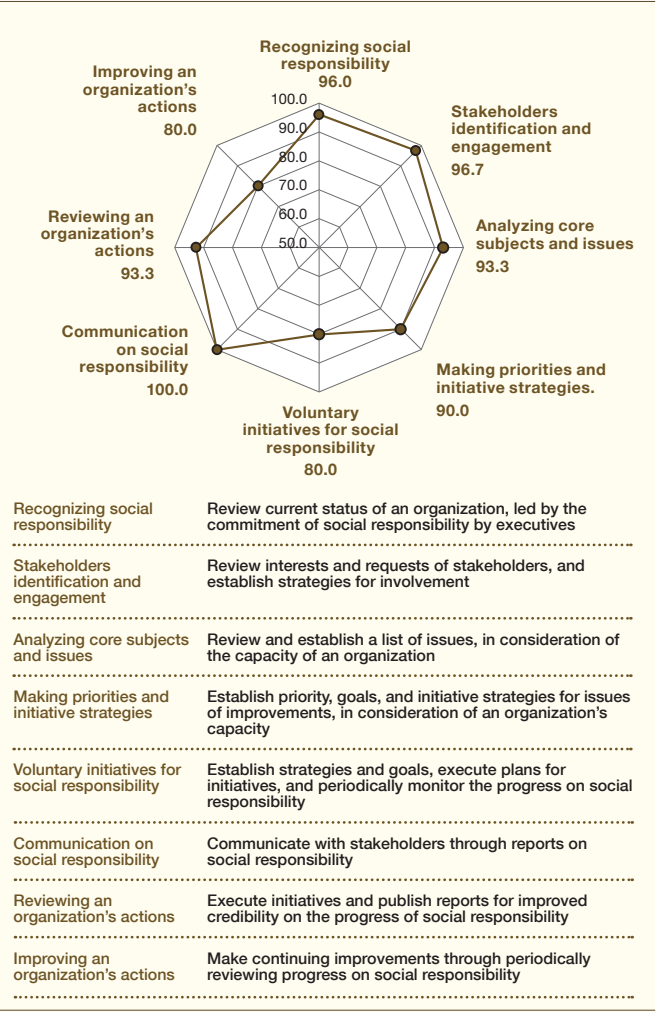 Recognizing social
responsibility
96.0
Improving an
organization's
actions
80.0
100.0
90.0
80.0
70.0
60.0
50.0
Stakeholders
identification and
engagement
96.7
Reviewing an
organization's
actions
93.3
Analyzing core
subjects and issues
93.3
Communication
on social
responsibility
100.0
Making priorities and
initiative strategies.
90.0
Voluntary
initiatives for social
responsibility
80.0
Recognizing social
responsibility
Review current status of an organization, led by the
commitment of social responsibility by executives
Stakeholders
identification and
engagement
Review interests and requests of stakeholders, and
establish strategies for involvement
Analyzing core subjects
and issues
Review and establish a list of issues, in consideration of
the capacity of an organization
Making priorities and
initiative strategies
Establish priority, goals, and initiative strategies for issues
of improvements, in consideration of an organization's
capacity
Voluntary initiatives for
social responsibility
Establish strategies and goals, execute plans for
initiatives, and periodically monitor the progress on social
responsibility
Communication on
social responsibility
Communicate with stakeholders through reports on
social responsibility
Reviewing an
organization's actions
Execute initiatives and publish reports for improved
credibility on the progress of social responsibility
Improving an
organization's actions
Make continuing improvements through periodically
reviewing progress on social responsibility